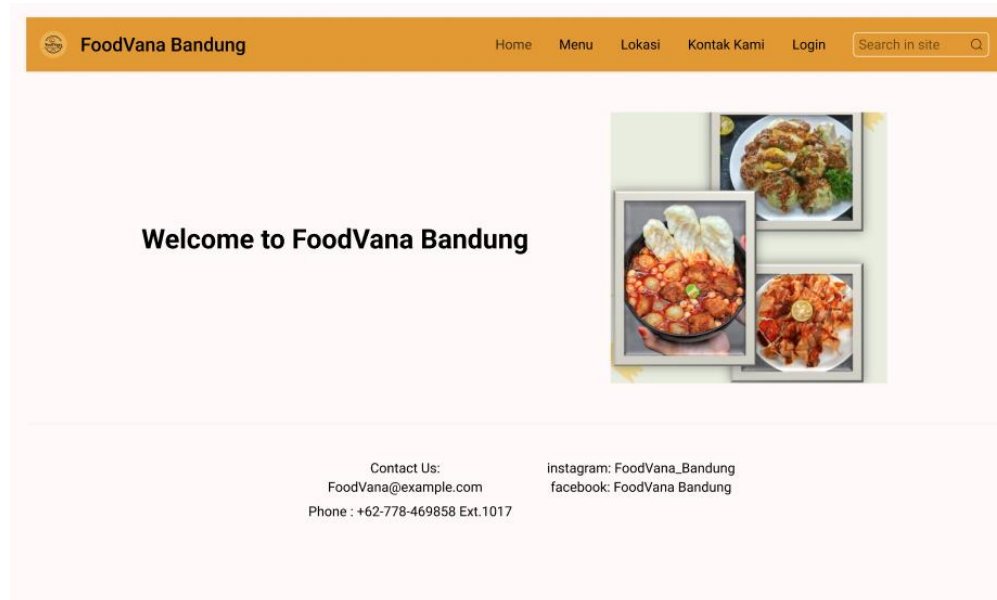 FoodVana Bandung
Home Menu Lokasi Kontak Kami Login Search in site
Welcome to FoodVana Bandung
Contact Us:
FoodVana@example.com
Phone : +62-778-469858 Ext.1017
instagram: FoodVana_Bandung
facebook: FoodVana Bandung